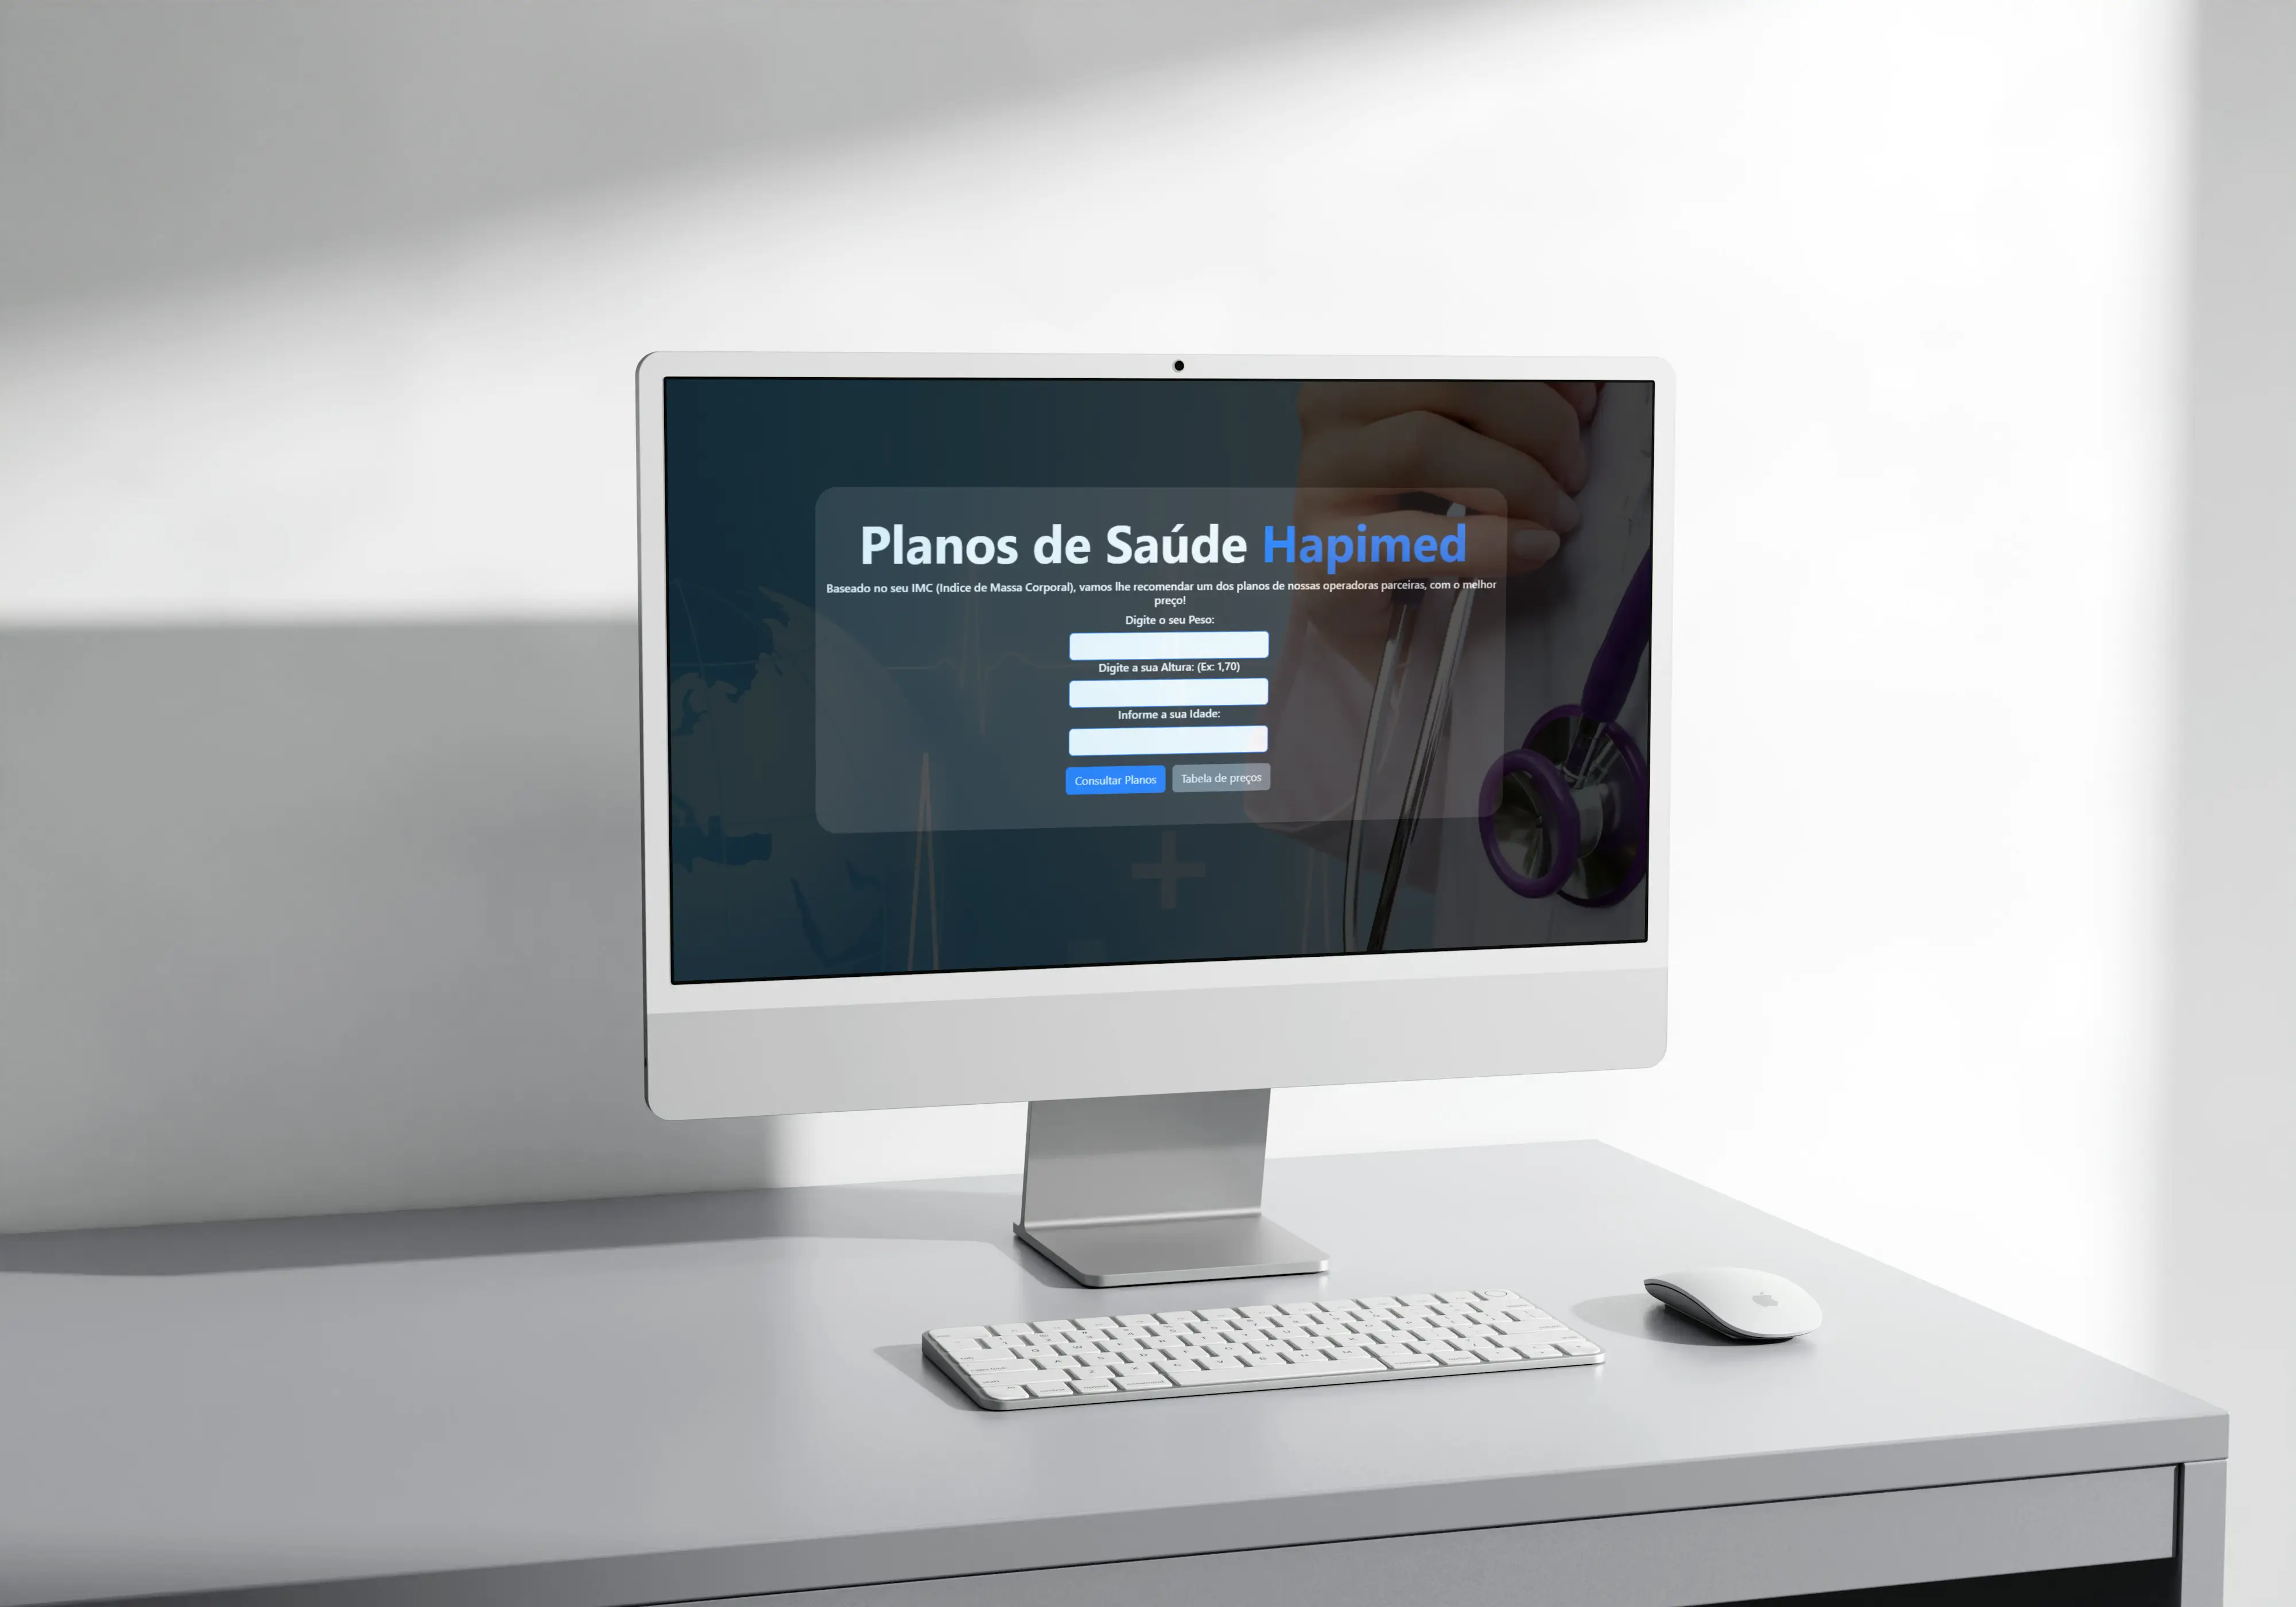 Planos de Saúde Hapimed
Baseado no seu IMC (Indice de Massa Corporal), vamos lhe recomendar um dos planos de nossas operadoras parceiras, com o melhor
preço!
Digite o seu Peso:
Digite a sua Altura: (Ex: 1,70)
Informe a sua Idade:
Consultar Planos Tabela de preços